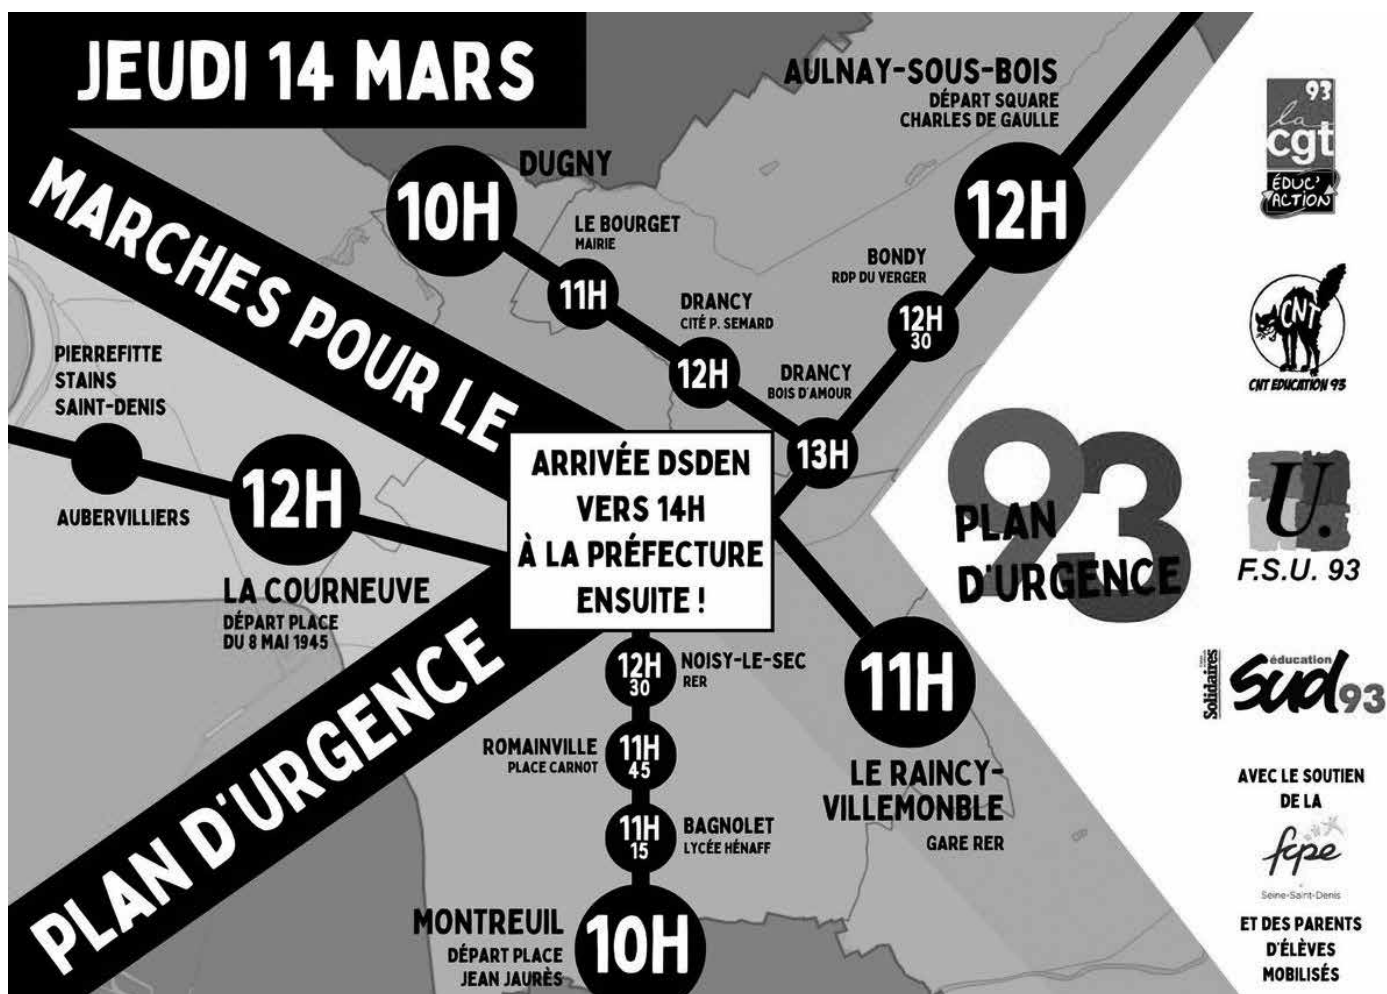 JEUDI 14 MARS
MARCHES POUR LE
PLAN D'URGENCE
AULNAY-SOUS-BOIS
DÉPART SQUARE
CHARLES DE GAULLE
12H
DUGNY
10H
LE BOURGET
MAIRIE
11H
BONDY
RDP DU VERGER
12H
30
DRANCY
CITÉ P. SEMARD
12H
DRANCY
BOIS D'AMOUR
13H
PIERREFITTE
STAINS
SAINT-DENIS
AUBERVILLIERS
12H
LA COURNEUVE
DÉPART PLACE
DU 8 MAI 1945
ARRIVÉE DSDEN
VERS 14H
À LA PRÉFECTURE
ENSUITE !
12H
30
NOISY-LE-SEC
RER
ROMAINVILLE
PLACE CARNOT
11H
45
11H
15
BAGNOLET
LYCÉE HÉNAFF
MONTREUIL
DÉPART PLACE
JEAN JAURÈS
10H
11H
LE RAINCY-
VILLEMONBLE
GARE RER
93
PLAN
D'URGENCE
93
la
cgt
ÉDUC'
ACTION
CNT
CNT EDUCATION 93
U.
F.S.U. 93
Solidaires
éducation
Sud93
AVEC LE SOUTIEN
DE LA
fcpe
Seine-Saint-Denis
ET DES PARENTS
D'ÉLÈVES
MOBILISÉS